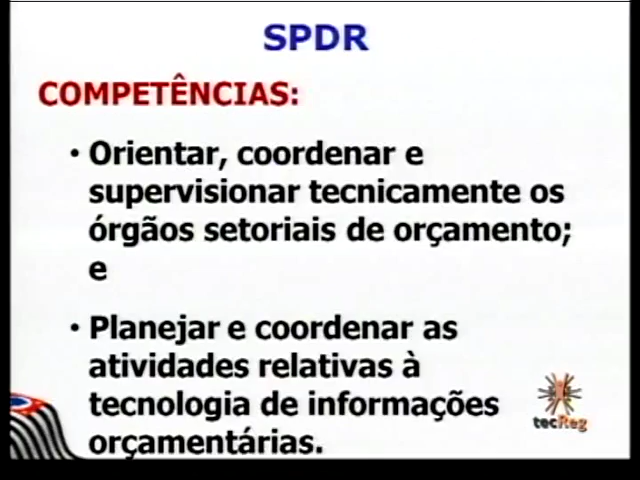 SPDR
COMPETÊNCIAS:
• Orientar, coordenar e
supervisionar tecnicamente os
órgãos setoriais de orçamento;
e
• Planejar e coordenar as
atividades relativas à
tecnologia de informações
orçamentárias.
tecReg